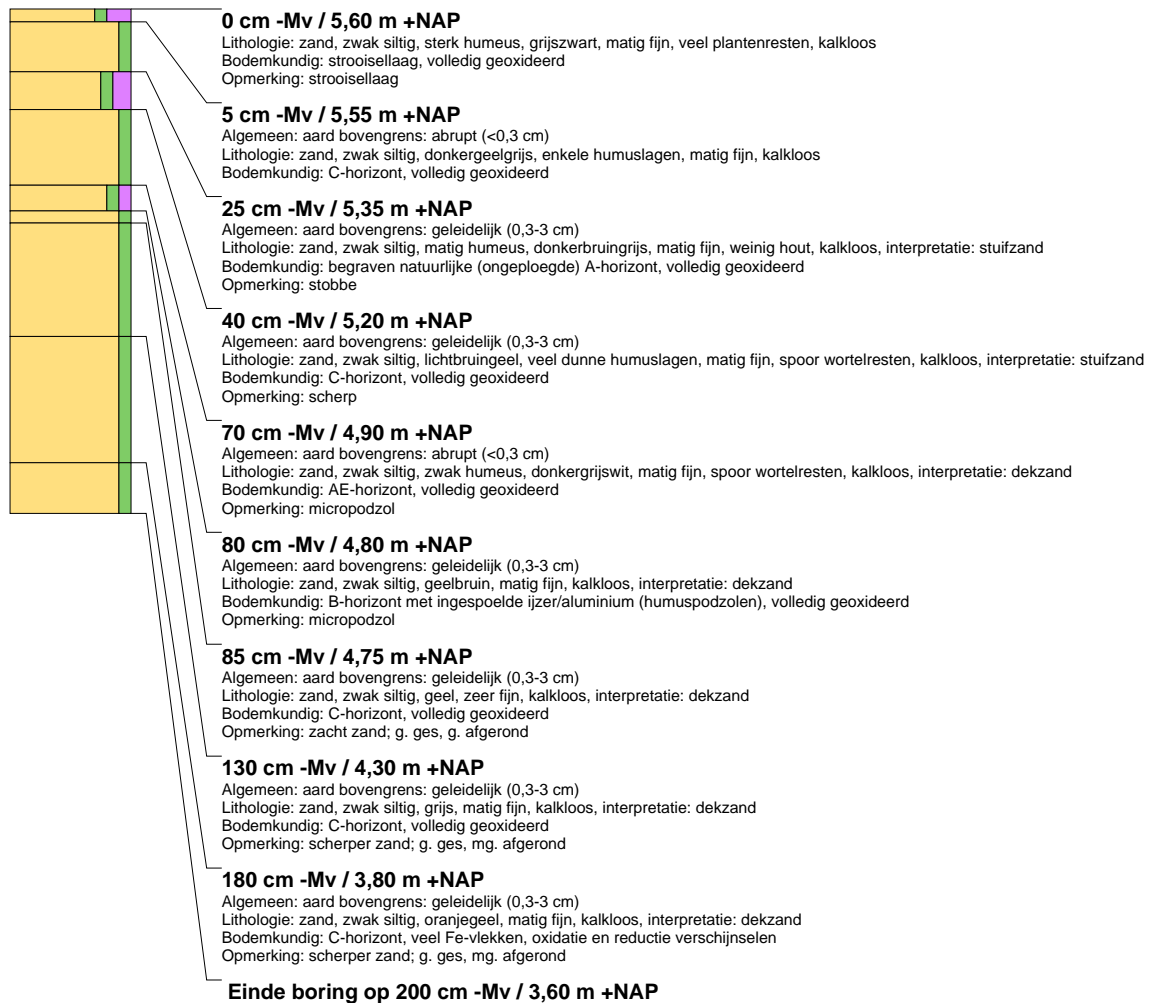 0 cm -Mv / 5,60 m +NAP
Lithologie: zand, zwak siltig, sterk humeus, grijszwart, matig fijn, veel plantenresten, kalkloos
Bodemkundig: strooisellaag, volledig geoxideerd
Opmerking: strooisellaag
5 cm -Mv / 5,55 m +NAP
Algemeen: aard bovengrens: abrupt (<0,3 cm)
Lithologie: zand, zwak siltig, donkergeelgrijs, enkele humuslagen, matig fijn, kalkloos
Bodemkundig: C-horizont, volledig geoxideerd
25 cm -Mv / 5,35 m +NAP
Algemeen: aard bovengrens: geleidelijk (0,3-3 cm)
Lithologie: zand, zwak siltig, matig humeus, donkerbruingrijs, matig fijn, weinig hout, kalkloos, interpretatie: stuifzand
Bodemkundig: begraven natuurlijke (ongeploegde) A-horizont, volledig geoxideerd
Opmerking: stobbe
40 cm -Mv / 5,20 m +NAP
Algemeen: aard bovengrens: geleidelijk (0,3-3 cm)
Lithologie: zand, zwak siltig, lichtbruingeel, veel dunne humuslagen, matig fijn, spoor wortelresten, kalkloos, interpretatie: stuifzand
Bodemkundig: C-horizont, volledig geoxideerd
Opmerking: scherp
70 cm -Mv / 4,90 m +NAP
Algemeen: aard bovengrens: abrupt (<0,3 cm)
Lithologie: zand, zwak siltig, zwak humeus, donkergrijswit, matig fijn, spoor wortelresten, kalkloos, interpretatie: dekzand
Bodemkundig: AE-horizont, volledig geoxideerd
Opmerking: micropodzol
80 cm -Mv / 4,80 m +NAP
Algemeen: aard bovengrens: geleidelijk (0,3-3 cm)
Lithologie: zand, zwak siltig, geelbruin, matig fijn, kalkloos, interpretatie: dekzand
Bodemkundig: B-horizont met ingespoelde ijzer/aluminium (humuspodzolen), volledig geoxideerd
Opmerking: micropodzol
85 cm -Mv / 4,75 m +NAP
Algemeen: aard bovengrens: geleidelijk (0,3-3 cm)
Lithologie: zand, zwak siltig, geel, zeer fijn, kalkloos, interpretatie: dekzand
Bodemkundig: C-horizont, volledig geoxideerd
Opmerking: zacht zand; g. ges, g. afgerond
130 cm -Mv / 4,30 m +NAP
Algemeen: aard bovengrens: geleidelijk (0,3-3 cm)
Lithologie: zand, zwak siltig, grijs, matig fijn, kalkloos, interpretatie: dekzand
Bodemkundig: C-horizont, volledig geoxideerd
Opmerking: scherper zand; g. ges, mg. afgerond
180 cm -Mv / 3,80 m +NAP
Algemeen: aard bovengrens: geleidelijk (0,3-3 cm)
Lithologie: zand, zwak siltig, oranjegeel, matig fijn, kalkloos, interpretatie: dekzand
Bodemkundig: C-horizont, veel Fe-vlekken, oxidatie en reductie verschijnselen
Opmerking: scherper zand; g. ges, mg. afgerond
Einde boring op 200 cm -Mv / 3,60 m +NAP